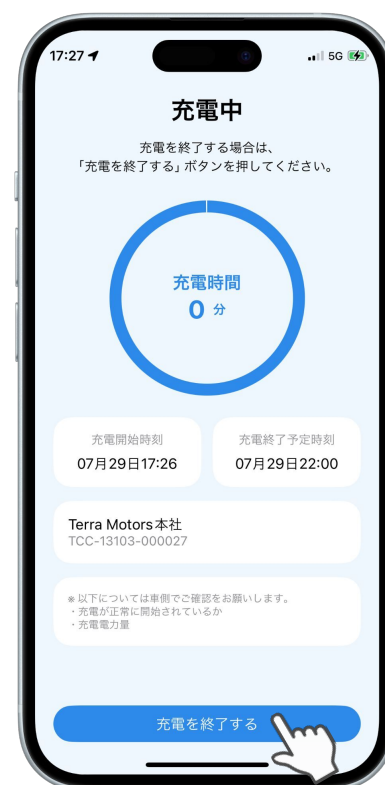 17:27
5G
充電中
充電を終了する場合は、
「充電を終了する」ボタンを押してください。
充電時間
0 分
充電開始時刻
07月29日17:26
充電終了予定時刻
07月29日22:00
Terra Motors本社
TCC-13103-000027
※以下については車側でご確認をお願いします。
・充電が正常に開始されているか
・充電電力量
充電を終了する